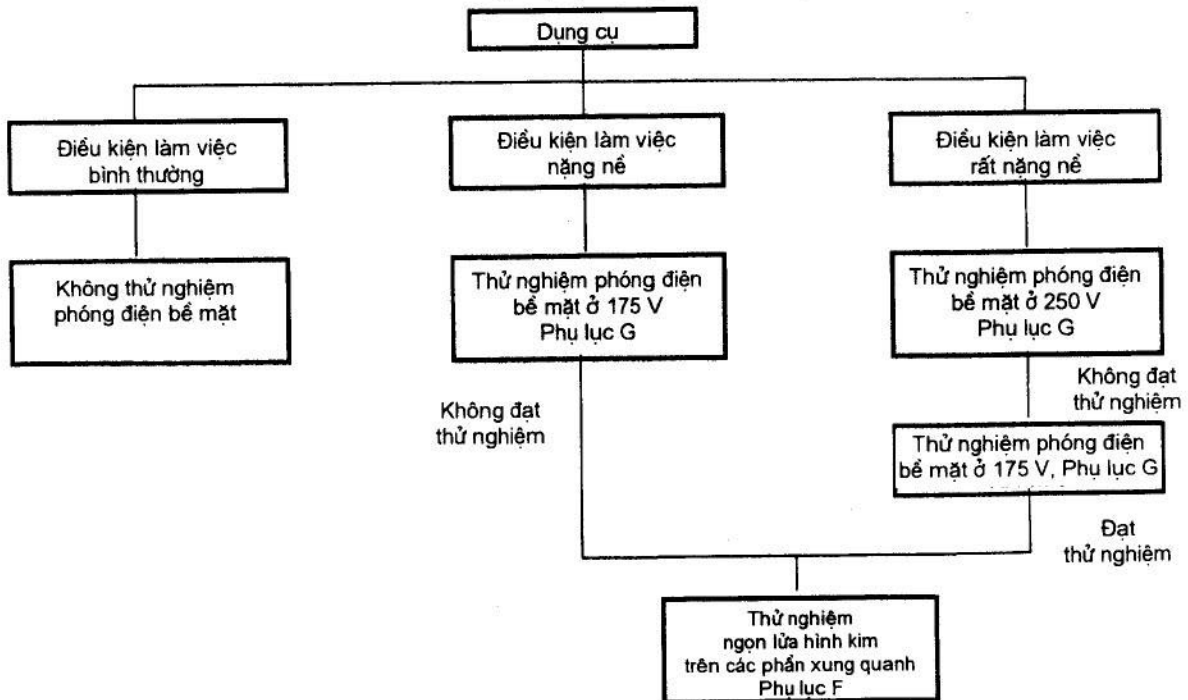 Dụng cụ
Điều kiện làm việc
bình thường
Điều kiện làm việc
nặng nề
Điều kiện làm việc
rất nặng nề
Không thử nghiệm
phóng điện bề mặt
Thử nghiệm phóng điện
bề mặt ở 175 V
Phụ lục G
Thử nghiệm phóng điện
bề mặt ở 250 V
Phụ lục G
Không đạt
thử nghiệm
Không đạt
thử nghiệm
Thử nghiệm phóng điện
bề mặt ở 175 V, Phụ lục G
Đạt
thử nghiệm
Thử nghiệm
ngọn lửa hình kim
trên các phần xung quanh
Phụ lục F